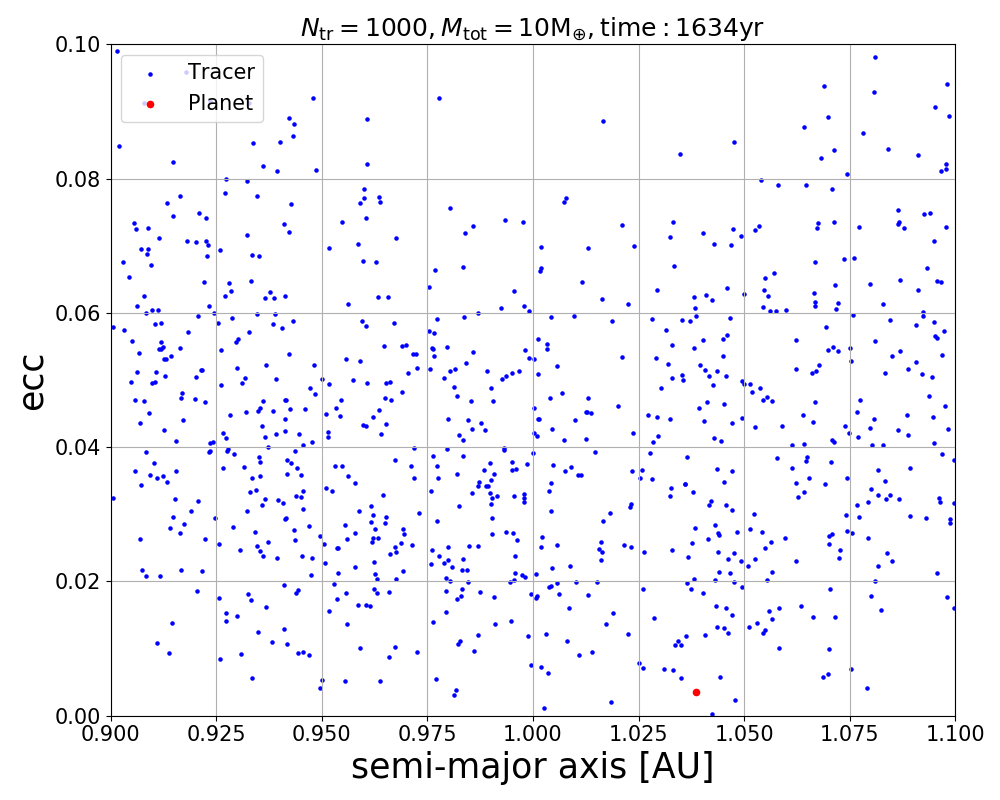 N_tr = 1000, M_tot = 10M_⊕, time : 1634yr
Tracer
Planet
0.10
0.08
0.06
0.04
0.02
0.00
ecc
0.900 0.925 0.950 0.975 1.000 1.025 1.050 1.075 1.100
semi-major axis [AU]